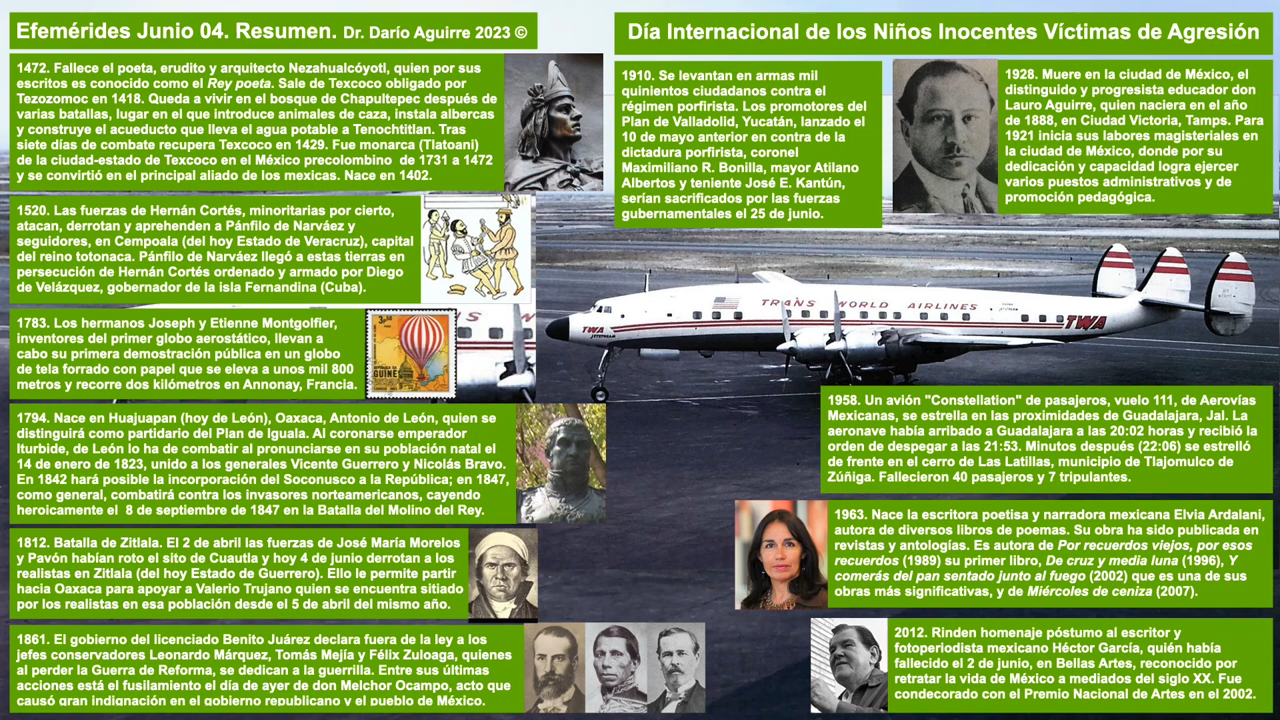 Efemérides Junio 04. Resumen. Dr. Darío Aguirre 2023 ©
1472. Fallece el poeta, erudito y arquitecto Nezahualcóyotl, quien por sus
escritos es conocido como el Rey poeta. Sale de Texcoco obligado por
Tezozomoc en 1418. Queda a vivir en el bosque de Chapultepec después de
varias batallas, lugar en el que introduce animales de caza, instala albercas
y construye el acueducto que lleva el agua potable a Tenochtitlan. Tras
siete días de combate recupera Texcoco en 1429. Fue monarca (Tlatoani)
de la ciudad-estado de Texcoco en el México precolombino de 1731 a 1472
y se convirtió en el principal aliado de los mexicas. Nace en 1402.
1520. Las fuerzas de Hernán Cortés, minoritarias por cierto,
atacan, derrotan y aprehenden a Pánfilo de Narváez y
seguidores, en Cempoala (del hoy Estado de Veracruz), capital
del reino totonaca. Pánfilo de Narváez llegó a estas tierras en
persecución de Hernán Cortés ordenado y armado por Diego
de Velázquez, gobernador de la isla Fernandina (Cuba).
1783. Los hermanos Joseph y Etienne Montgolfier,
inventores del primer globo aerostático, llevan a
cabo su primera demostración pública en un globo
de tela forrado con papel que se eleva a unos mil 800
metros y recorre dos kilómetros en Annonay, Francia.
GUINE
1794. Nace en Huajuapan (hoy de León), Oaxaca, Antonio de León, quien se
distinguirá como partidario del Plan de Iguala. Al coronarse emperador
Iturbide, de León lo ha de combatir al pronunciarse en su población natal el
14 de enero de 1823, unido a los generales Vicente Guerrero y Nicolás Bravo.
En 1842 hará posible la incorporación del Soconusco a la República; en 1847,
como general, combatirá contra los invasores norteamericanos, cayendo
heroicamente el 8 de septiembre de 1847 en la Batalla del Molino del Rey.
1812. Batalla de Zitlala. El 2 de abril las fuerzas de José María Morelos
y Pavón habían roto el sito de Cuautla y hoy 4 de junio derrotan a los
realistas en Zitlala (del hoy Estado de Guerrero). Ello le permite partir
hacia Oaxaca para apoyar a Valerio Trujano quien se encuentra sitiado
por los realistas en esa población desde el 5 de abril del mismo año.
1861. El gobierno del licenciado Benito Juárez declara fuera de la ley a los
jefes conservadores Leonardo Márquez, Tomás Mejía y Félix Zuloaga, quienes
al perder la Guerra de Reforma, se dedican a la guerrilla. Entre sus últimas
acciones está el fusilamiento el día de ayer de don Melchor Ocampo, acto que
causó gran indignación en el gobierno republicano y el pueblo de México.
Día Internacional de los Niños Inocentes Víctimas de Agresión
1910. Se levantan en armas mil
quinientos ciudadanos contra el
régimen porfirista. Los promotores del
Plan de Valladolid, Yucatán, lanzado el
10 de mayo anterior en contra de la
dictadura porfirista, coronel
Maximiliano R. Bonilla, mayor Atilano
Albertos y teniente José E. Kantún,
serían sacrificados por las fuerzas
gubernamentales el 25 de junio.
1928. Muere en la ciudad de México, el
distinguido y progresista educador don
Lauro Aguirre, quien naciera en el año
de 1888, en Ciudad Victoria, Tamps. Para
1921 inicia sus labores magisteriales en
la ciudad de México, donde por su
dedicación y capacidad logra ejercer
varios puestos administrativos y de
promoción pedagógica.
TRANS WORLD AIRLINES
TWA
JETSTREAM
TWA
1958. Un avión "Constellation" de pasajeros, vuelo 111, de Aerovías
Mexicanas, se estrella en las proximidades de Guadalajara, Jal. La
aeronave había arribado a Guadalajara a las 20:02 horas y recibió la
orden de despegar a las 21:53. Minutos después (22:06) se estrelló
de frente en el cerro de Las Latillas, municipio de Tlajomulco de
Zúñiga. Fallecieron 40 pasajeros y 7 tripulantes.
1963. Nace la escritora poetisa y narradora mexicana Elvia Ardalani,
autora de diversos libros de poemas. Su obra ha sido publicada en
revistas y antologías. Es autora de Por recuerdos viejos, por esos
recuerdos (1989) su primer libro, De cruz y media luna (1996), Y
comerás del pan sentado junto al fuego (2002) que es una de sus
obras más significativas, y de Miércoles de ceniza (2007).
2012. Rinden homenaje póstumo al escritor y
fotoperiodista mexicano Héctor García, quién había
fallecido el 2 de junio, en Bellas Artes, reconocido por
retratar la vida de México a mediados del siglo XX. Fue
condecorado con el Premio Nacional de Artes en el 2002.